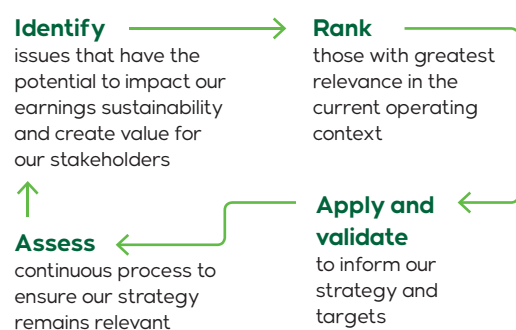 Identify
issues that have the
potential to impact our
earnings sustainability
and create value for
our stakeholders
Rank
those with greatest
relevance in the
current operating
context
Apply and
validate
to inform our
strategy and
targets
Assess
continuous process to
ensure our strategy
remains relevant